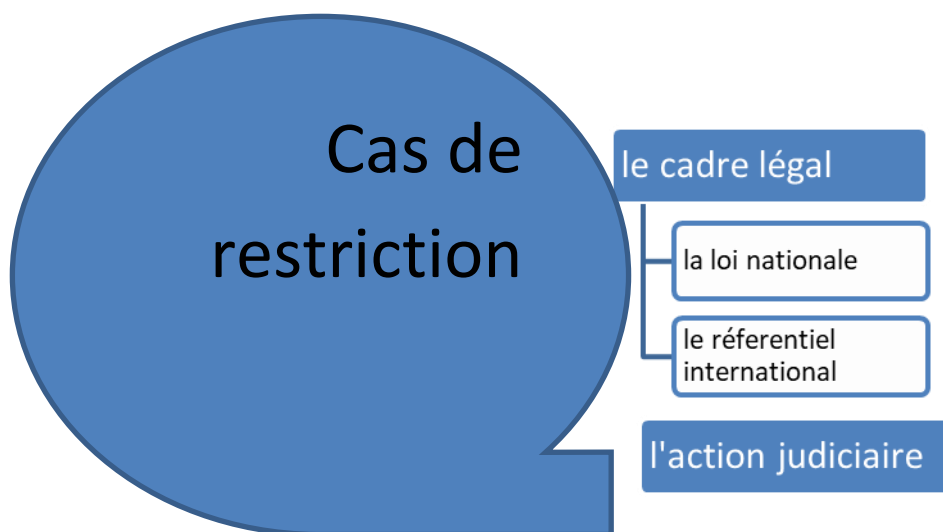 Cas de
restriction
le cadre légal
la loi nationale
le réferentiel
international
l'action judiciaire